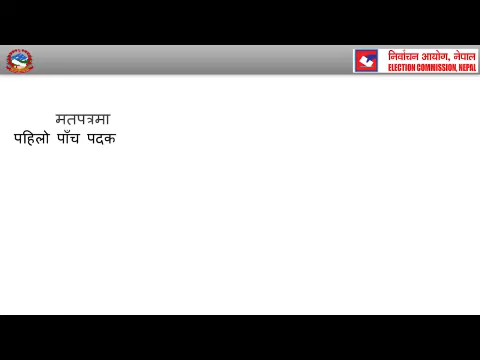 निर्वाचन आयोग, नेपाल
ELECTION COMMISSION, NEPAL
मतपत्रमा
पहिलो पाँच पदक